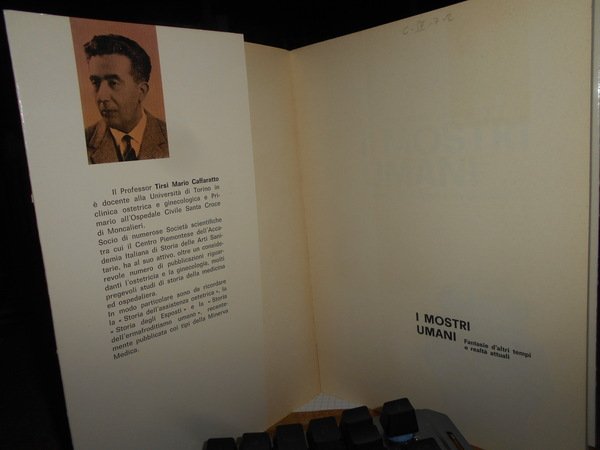 Il Professor Tirsi Mario Caffaratto
è docente alla Università di Torino in
clinica ostetrica e ginecologica e Pri-
mario all'Ospedale Civile Santa Croce
di Moncalieri.
Socio di numerose Società scientifiche
tra cui il Centro Piemontese dell'Acca-
demia Italiana di Storia delle Arti Sani-
tarie, ha al suo attivo, oltre un conside-
revole numero di pubblicazioni riguar-
danti l'ostetricia e la ginecologia, molti
pregevoli studi di storia della medicina
ed ospedaliera.
In modo particolare sono da ricordare
la « Storia dell'assistenza ostetrica », la
« Storia degli Esposti » e la « Storia
dell'ermafroditismo umano », recente-
mente pubblicata coi tipi della Minerva
Medica.
I MOSTRI
UMANI
I MOSTRI
UMANI
Fantasie d'altri tempi
e realtà attuali